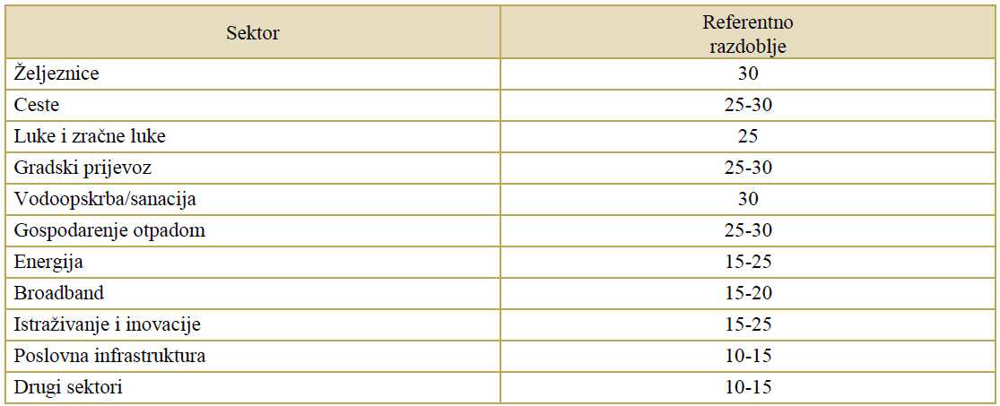 Sektor
Referentno
razdoblje
Željeznice 30
Ceste 25-30
Luke i zračne luke 25
Gradski prijevoz 25-30
Vodoopskrba/sanacija 30
Gospodarenje otpadom 25-30
Energija 15-25
Broadband 15-20
Istraživanje i inovacije 15-25
Poslovna infrastruktura 10-15
Drugi sektori 10-15